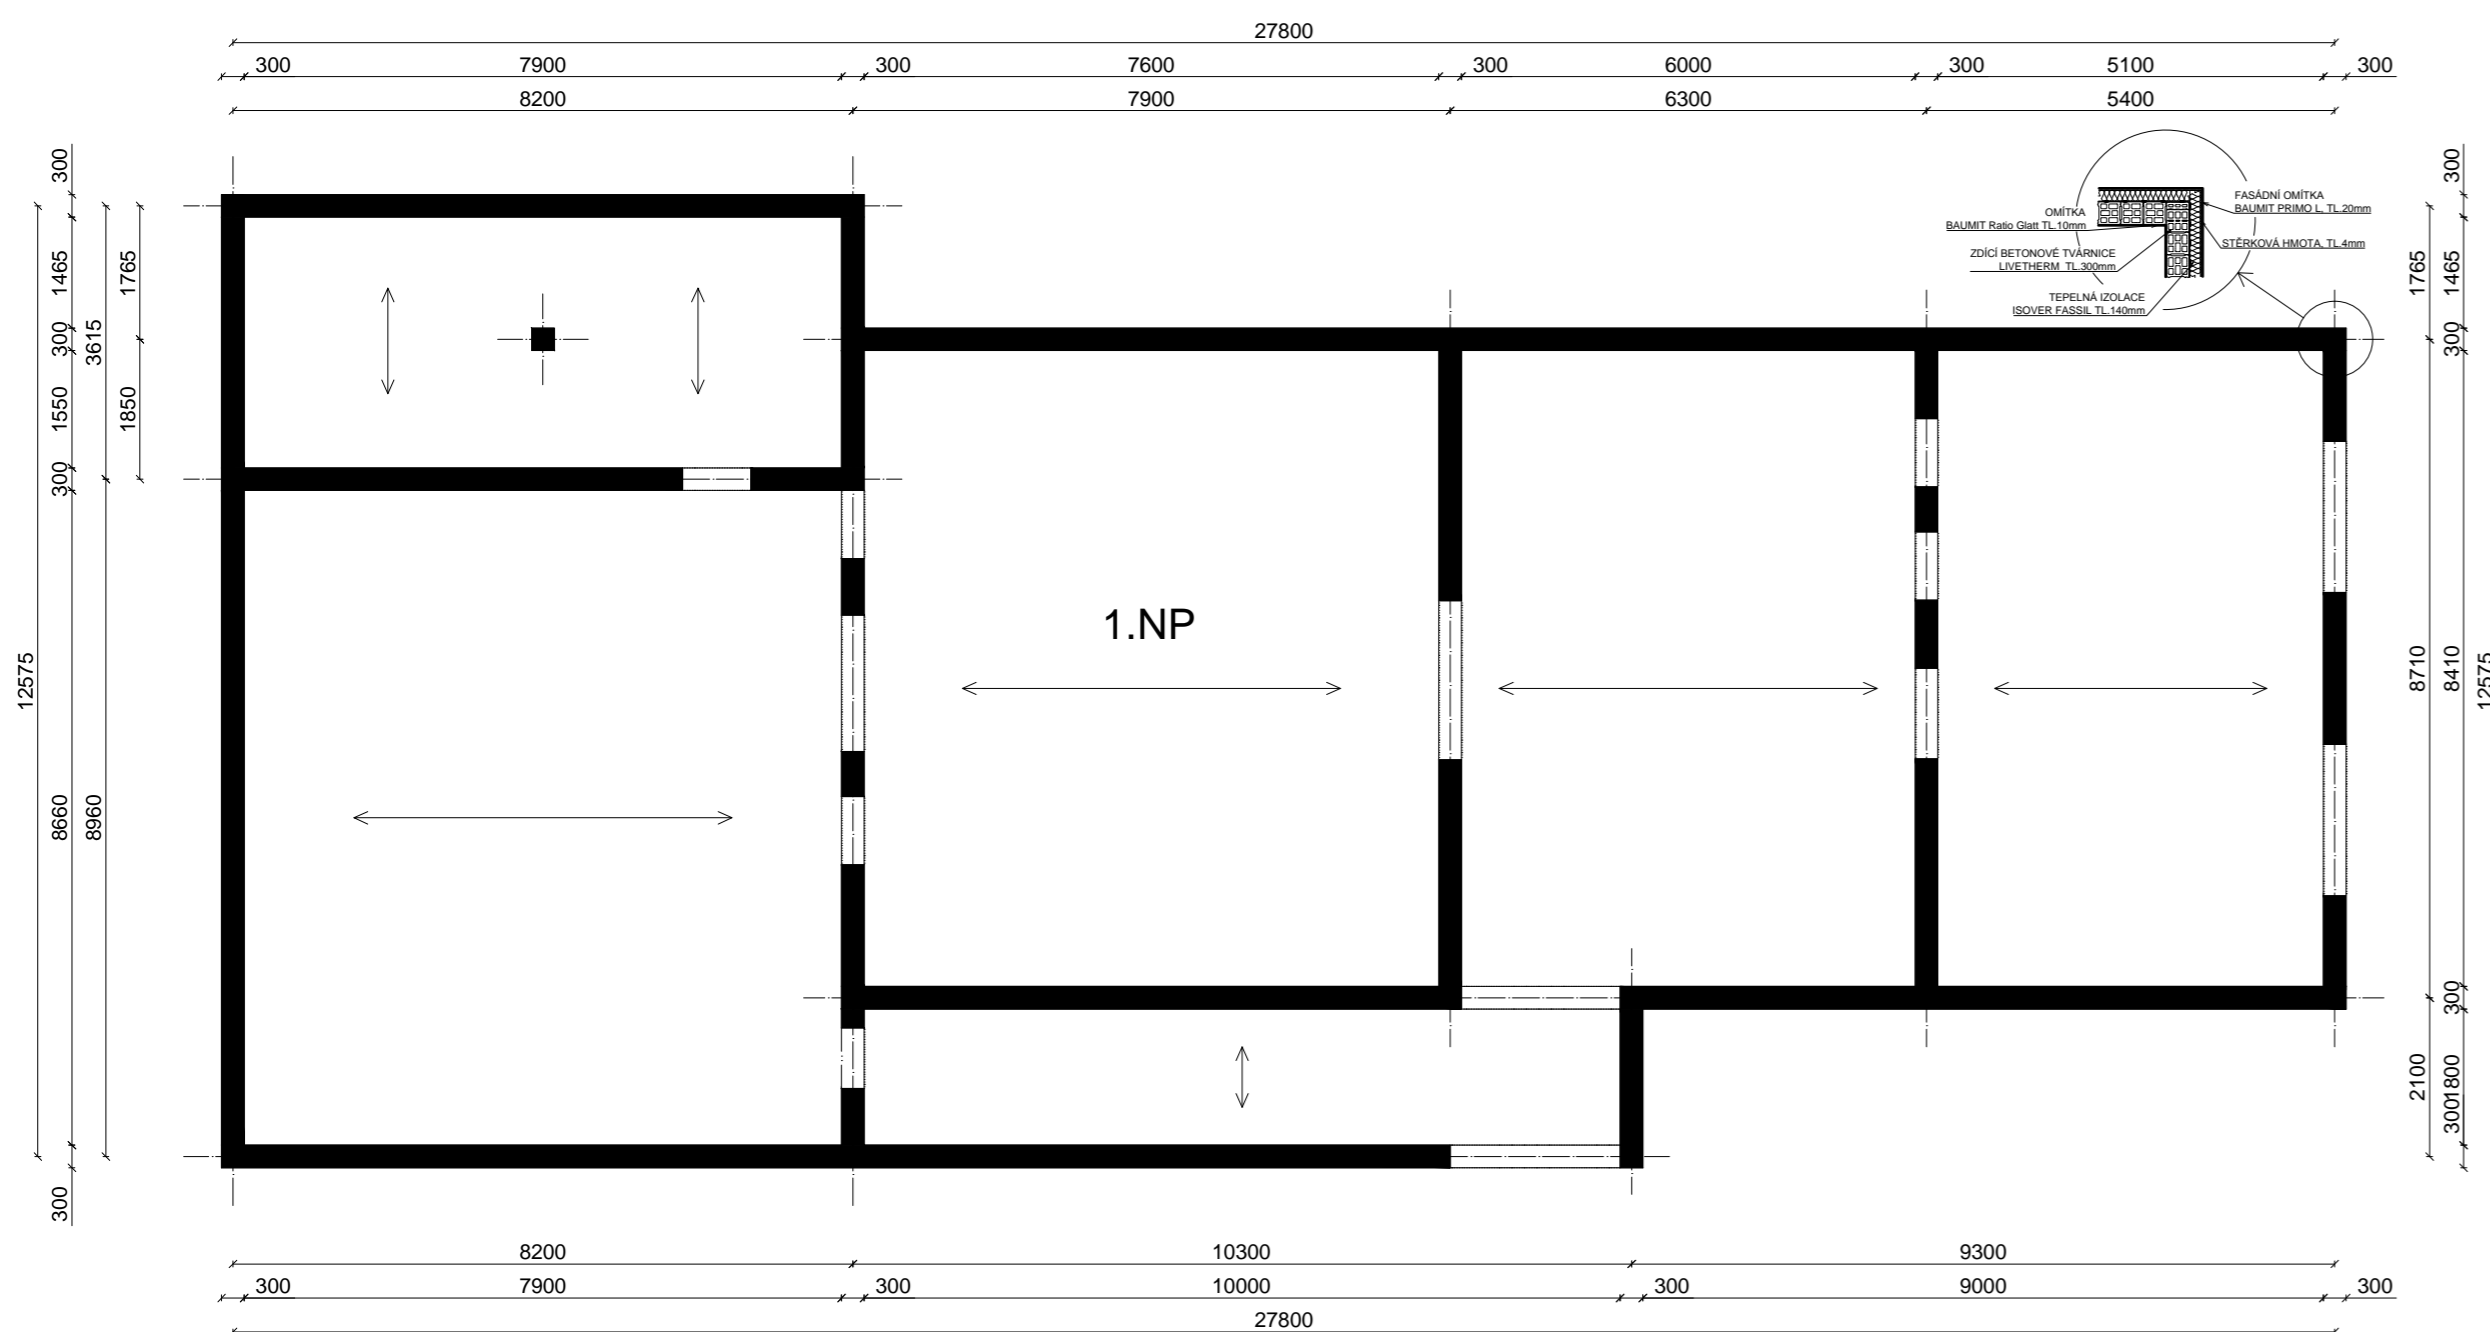 27800
300 7900 300 7600 300 6000 300 5100 300
8200 7900 6300 5400
300
1465
300
1550
300
8660
300
1765
1850
3615
8960
12575
OMÍTKA
BAUMIT Ratio Glatt TL.10mm
ZDÍCÍ BETONOVÉ TVÁRNICE
LIVETHERM TL.300mm
TEPELNÁ IZOLACE
ISOVER FASSIL TL.140mm
FASÁDNÍ OMÍTKA
BAUMIT PRIMO L, TL.20mm
STĚRKOVÁ HMOTA, TL.4mm
1.NP
300
1465
300
8410
300
1800
300
1765
8710
2100
12575
8200 10300 9300
300 7900 300 10000 300 9000 300
27800